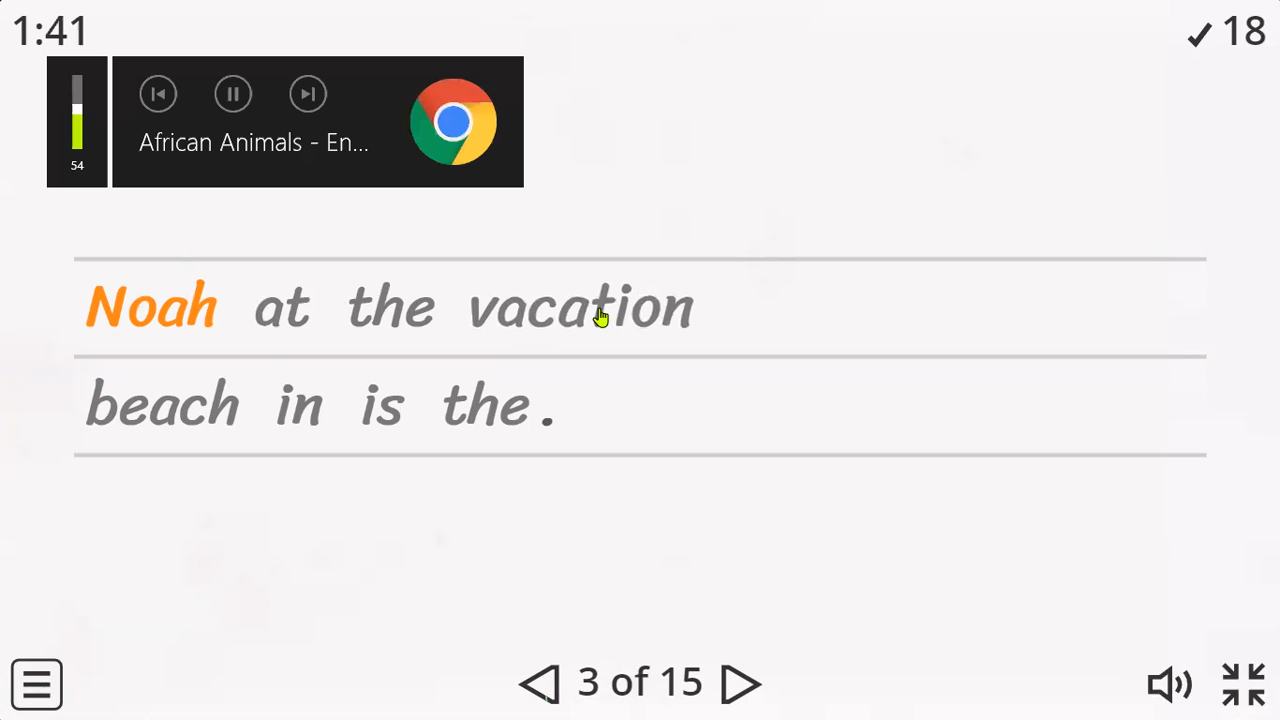 1:41
✓ 18
African Animals - En...
54
Noah at the vacation
beach in is the.
3 of 15